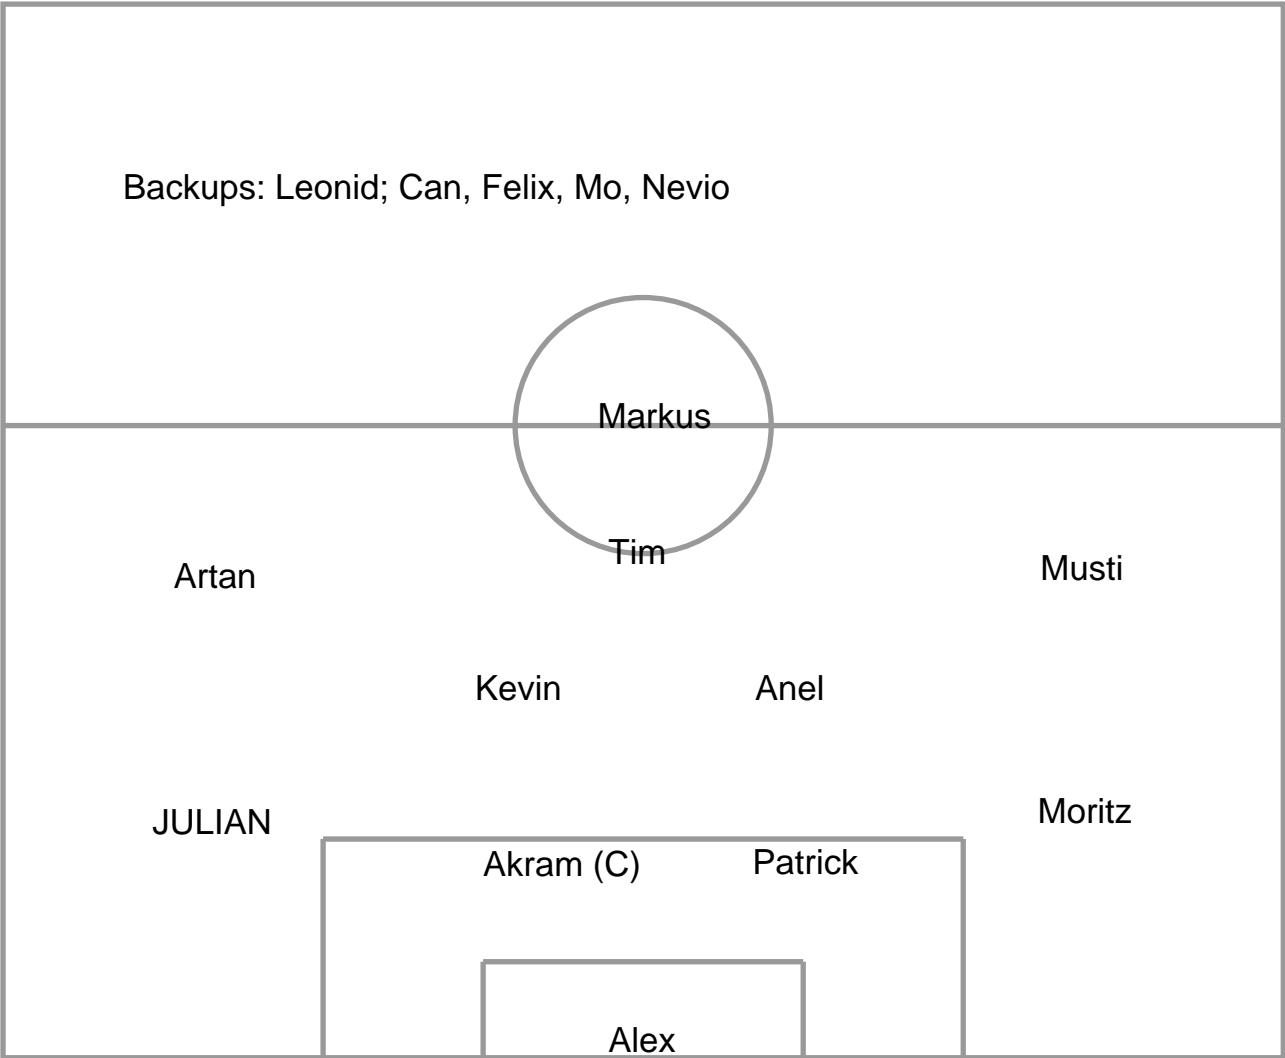 Backups: Leonid; Can, Felix, Mo, Nevio
Markus
Tim
Artan
Musti
Kevin
Anel
JULIAN
Moritz
Akram (C)
Patrick
Alex